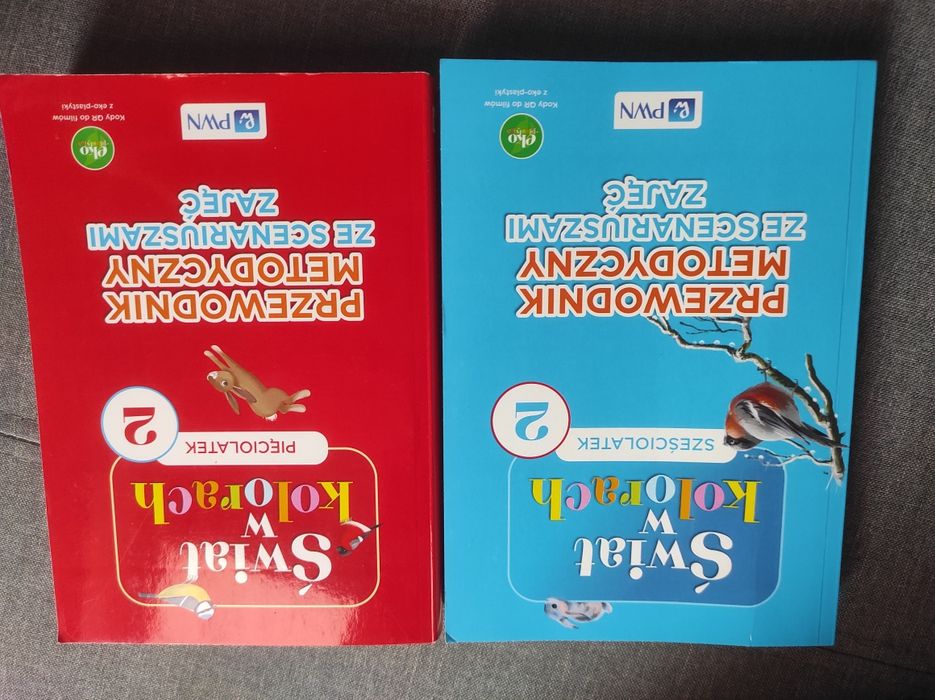 Świat
w
kolorach
PIĘCIOLATEK
2
PRZEWODNIK
METODYCZNY
ZE SCENARIUSZAMI
ZAJĘĆ
eko
Kody QR do filmów
z eko-plastyki
PWN
Świat
w
kolorach
SZEŚCIOLATEK
2
PRZEWODNIK
METODYCZNY
ZE SCENARIUSZAMI
ZAJĘĆ
eko
Kody QR do filmów
z eko-plastyki
PWN